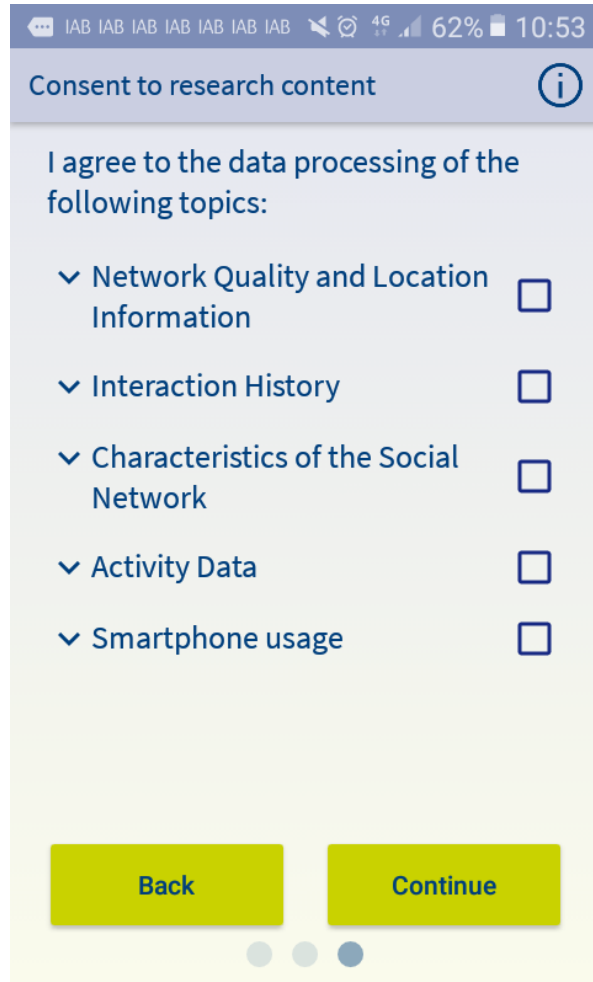 IAB IAB IAB IAB IAB IAB IAB 4G 62% 10:53
Consent to research content
I agree to the data processing of the
following topics:
Network Quality and Location
Information
Interaction History
Characteristics of the Social
Network
Activity Data
Smartphone usage
Back Continue